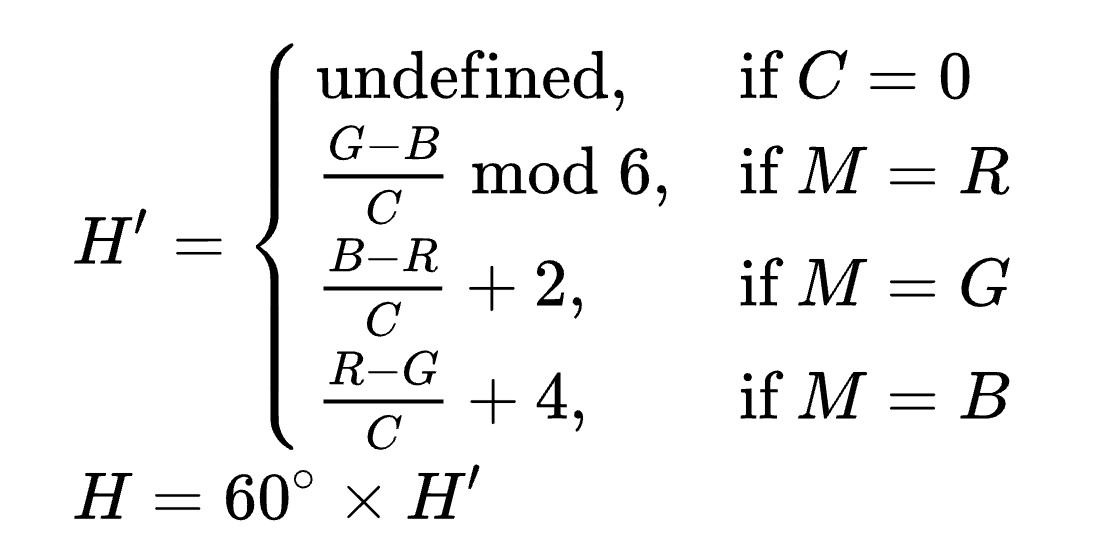 H′ = { undefined, if C = 0
(G−B)/C mod 6, if M = R
(B−R)/C + 2, if M = G
(R−G)/C + 4, if M = B
H = 60° × H′